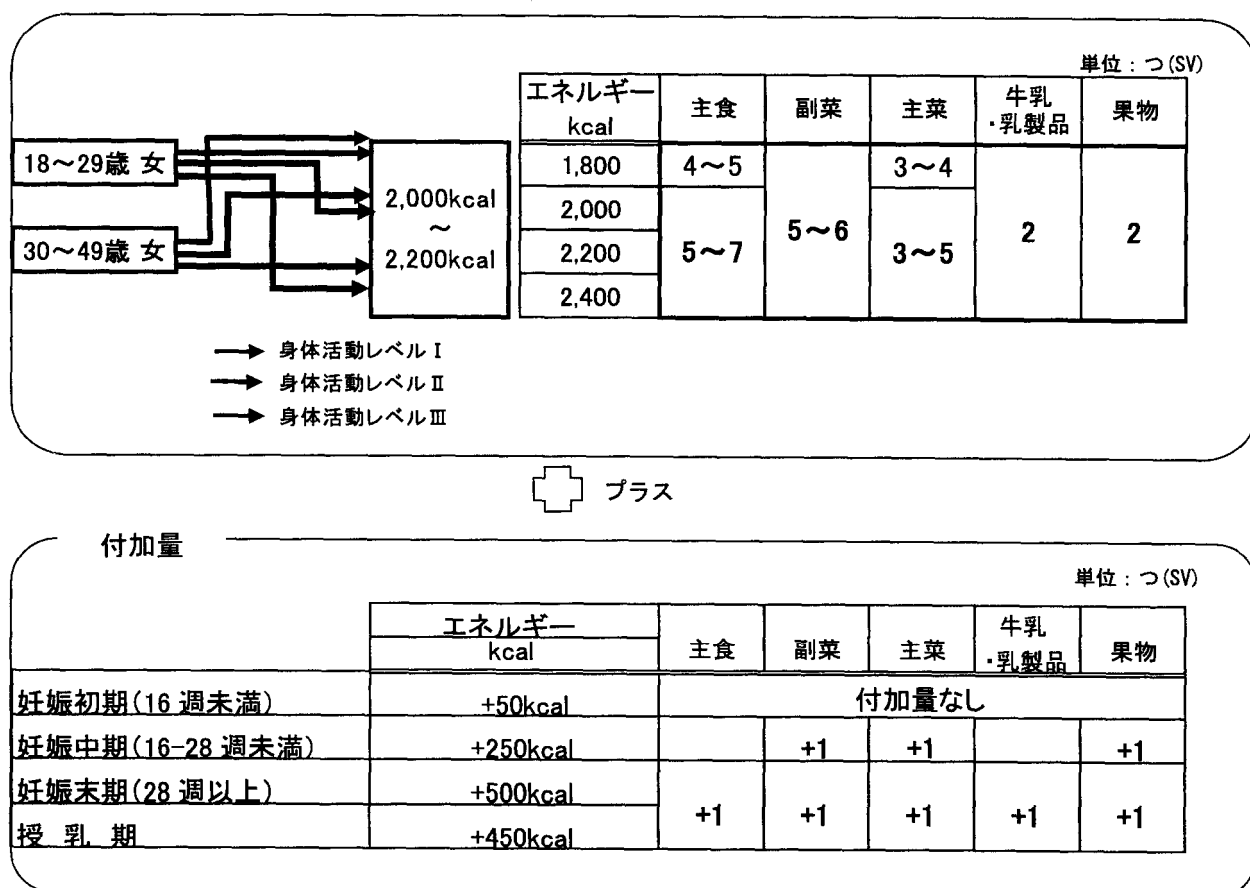 単位：つ(SV)
エネルギー kcal 主食 副菜 主菜 牛乳・乳製品 果物
18～29歳 女
30～49歳 女
2,000kcal
～
2,200kcal
1,800 4～5 3～4
2,000
2,200 5～7 5～6 3～5 2 2
2,400
身体活動レベルⅠ
身体活動レベルⅡ
身体活動レベルⅢ
プラス
付加量
単位：つ(SV)
エネルギー kcal 主食 副菜 主菜 牛乳・乳製品 果物
妊娠初期(16週未満) +50kcal 付加量なし
妊娠中期(16-28週未満) +250kcal +1 +1 +1
妊娠末期(28週以上) +500kcal
授乳期 +450kcal +1 +1 +1 +1 +1